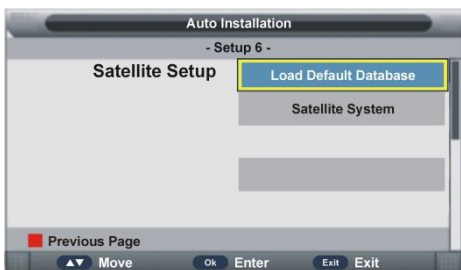 Auto Installation
- Setup 6 -
Satellite Setup
Load Default Database
Satellite System
Previous Page
Move
Ok Enter
Exit Exit